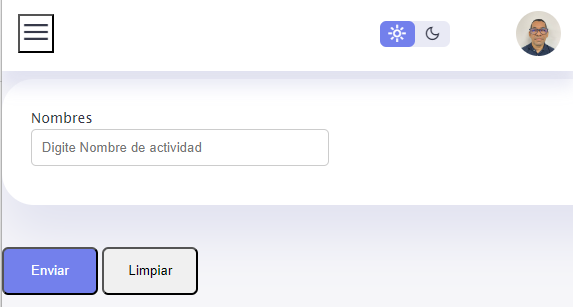 Nombres
Digite Nombre de actividad
Enviar
Limpiar